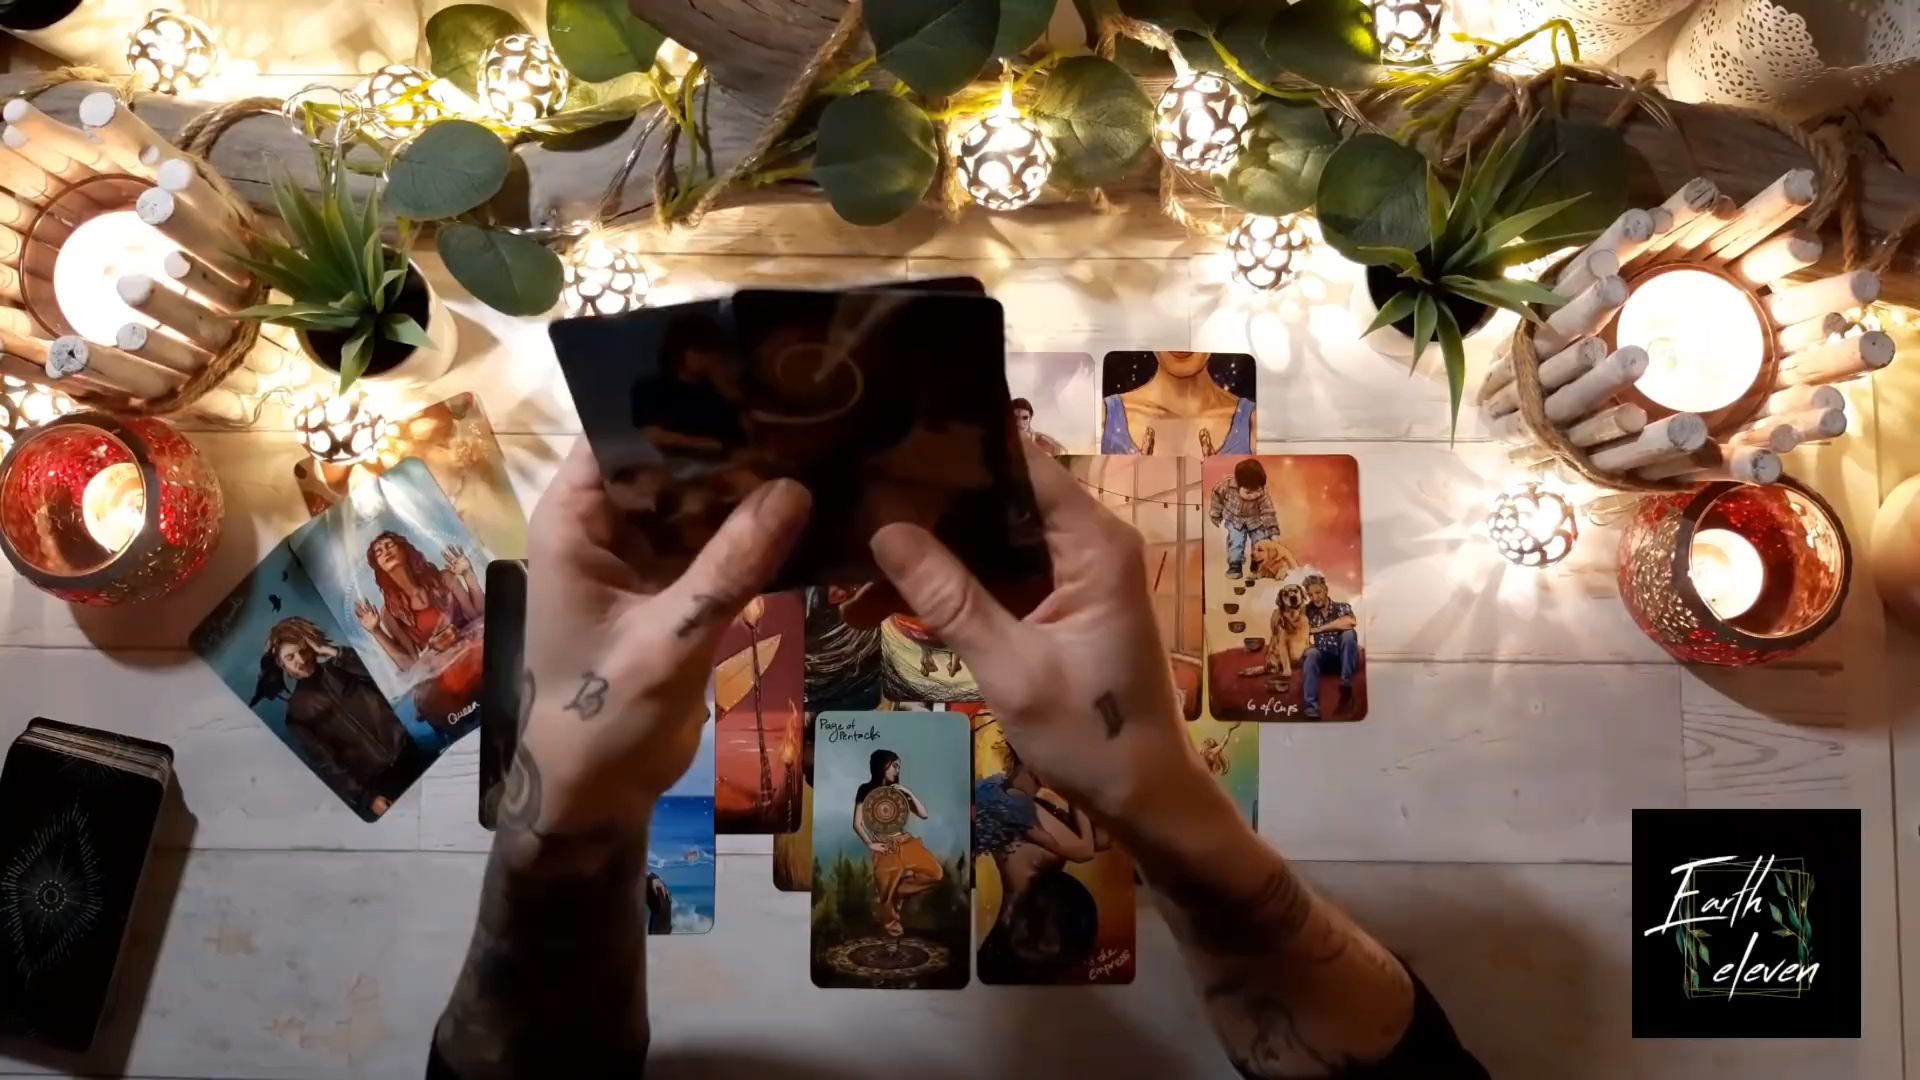 Queen
6 of Cups
Page of
Pentacles
the
empress
Earth
eleven